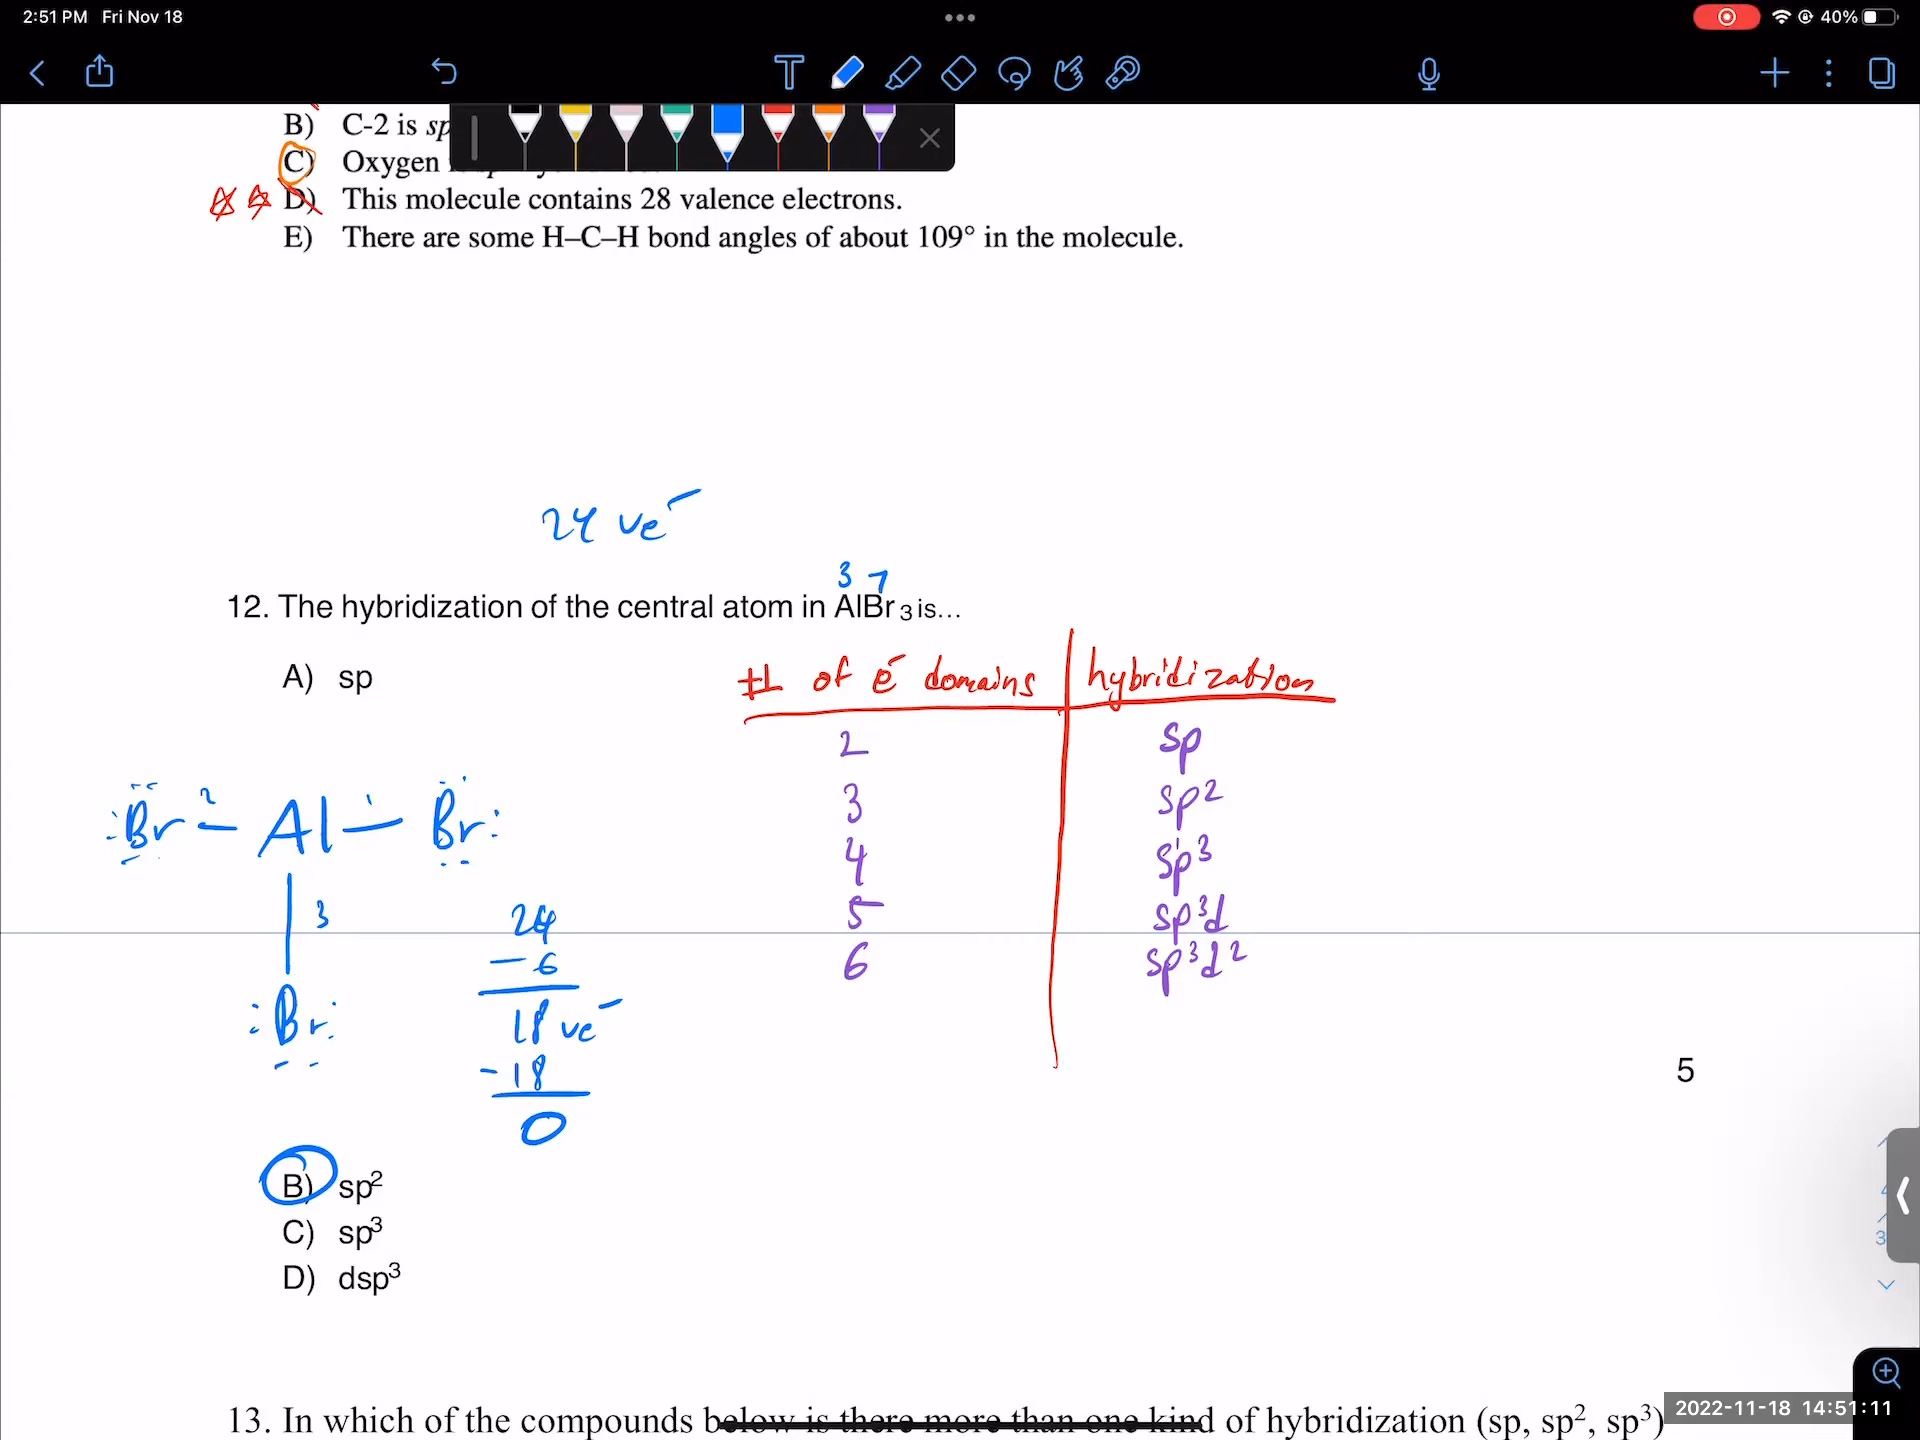 2:51 PM Fri Nov 18
40%
B) C-2 is sp
C) Oxygen
D) This molecule contains 28 valence electrons.
E) There are some H–C–H bond angles of about 109° in the molecule.
24 ve⁻
3 7
12. The hybridization of the central atom in AlBr₃ is...
A) sp
# of e⁻ domains | hybridization
2 sp
3 sp²
4 sp³
5 sp³d
6 sp³d²
Br 2 Al 1 Br
3
Br
24
-6
18 ve⁻
-18
0
5
B) sp²
C) sp³
D) dsp³
13. In which of the compounds below is there more than one kind of hybridization (sp, sp², sp³)
2022-11-18 14:51:11